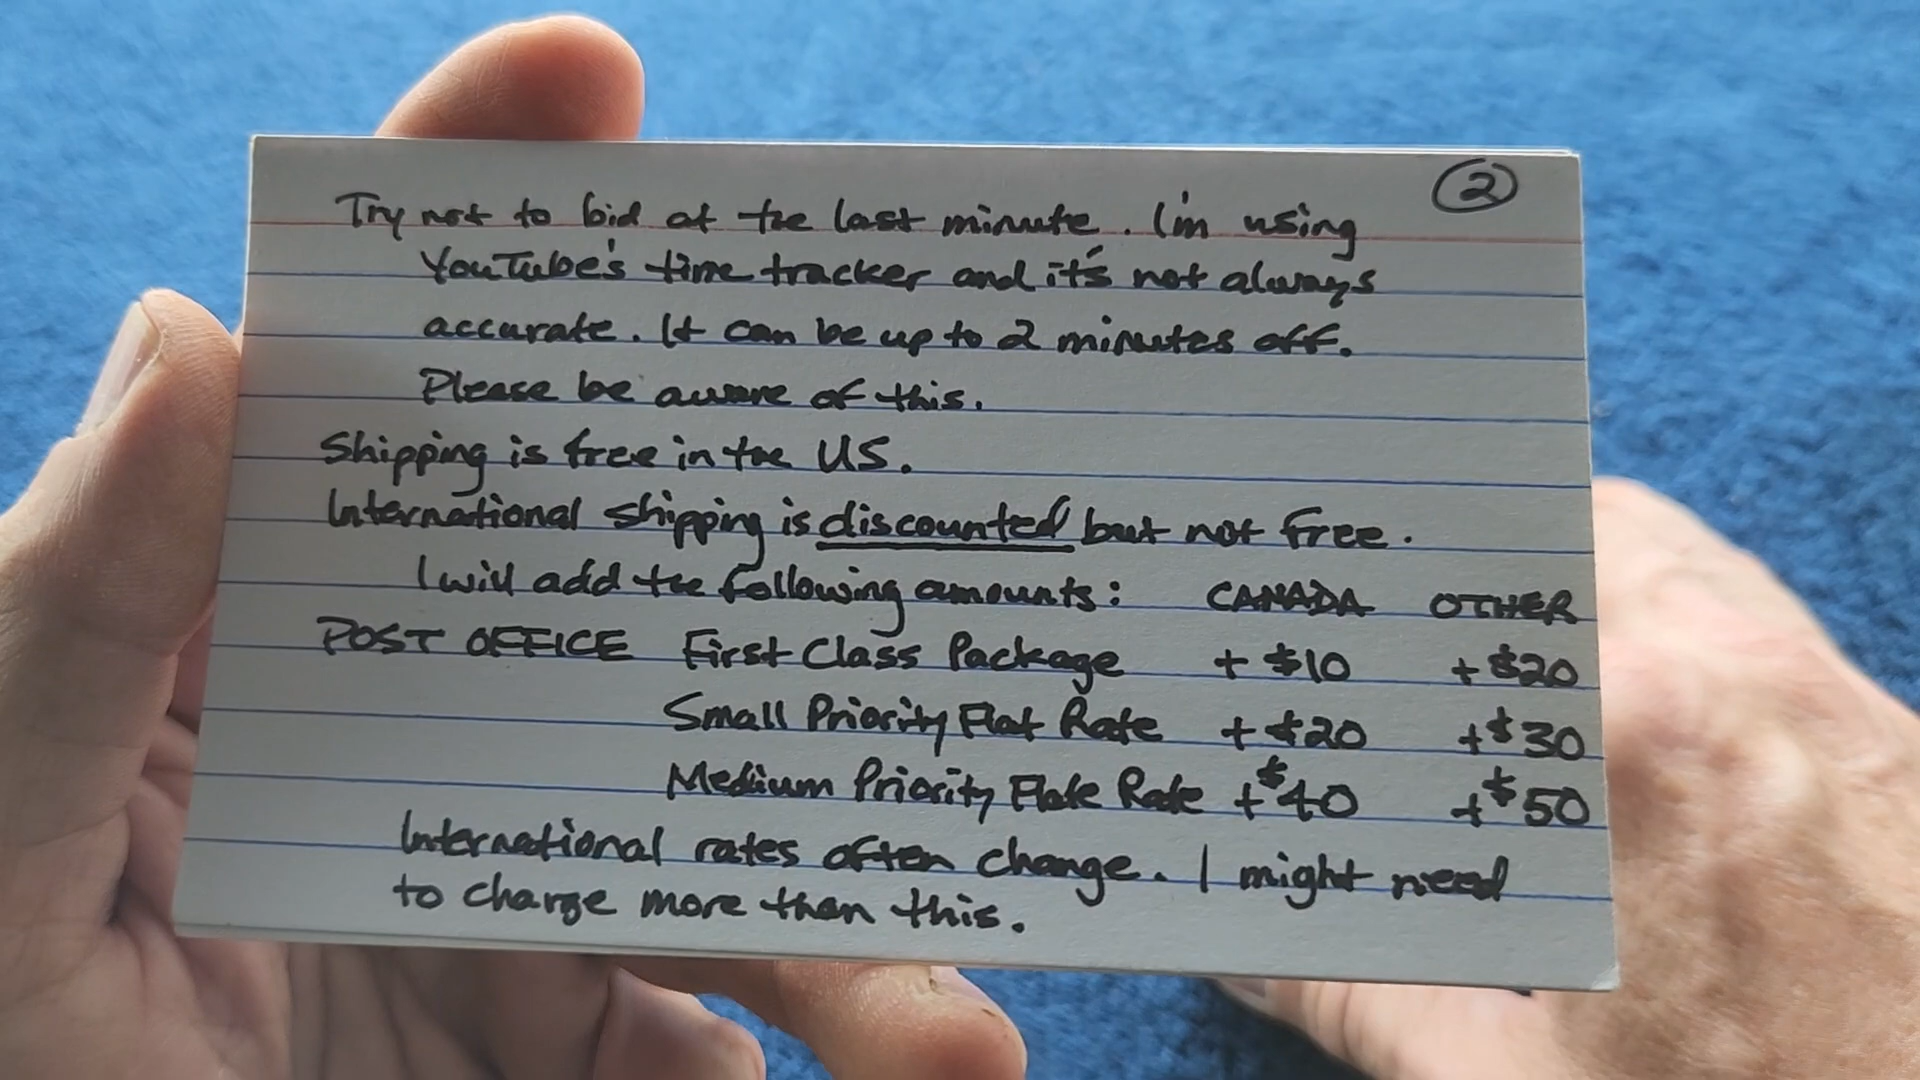 2
Try not to bid at the last minute. I'm using
YouTube's time tracker and it's not always
accurate. It can be up to 2 minutes off.
Please be aware of this.
Shipping is free in the US.
International shipping is discounted but not free.
I will add the following amounts: CANADA OTHER
POST OFFICE First Class Package + $10 + $20
Small Priority Flat Rate + $20 + $30
Medium Priority Flate Rate + $40 + $50
International rates often change. I might need
to charge more than this.